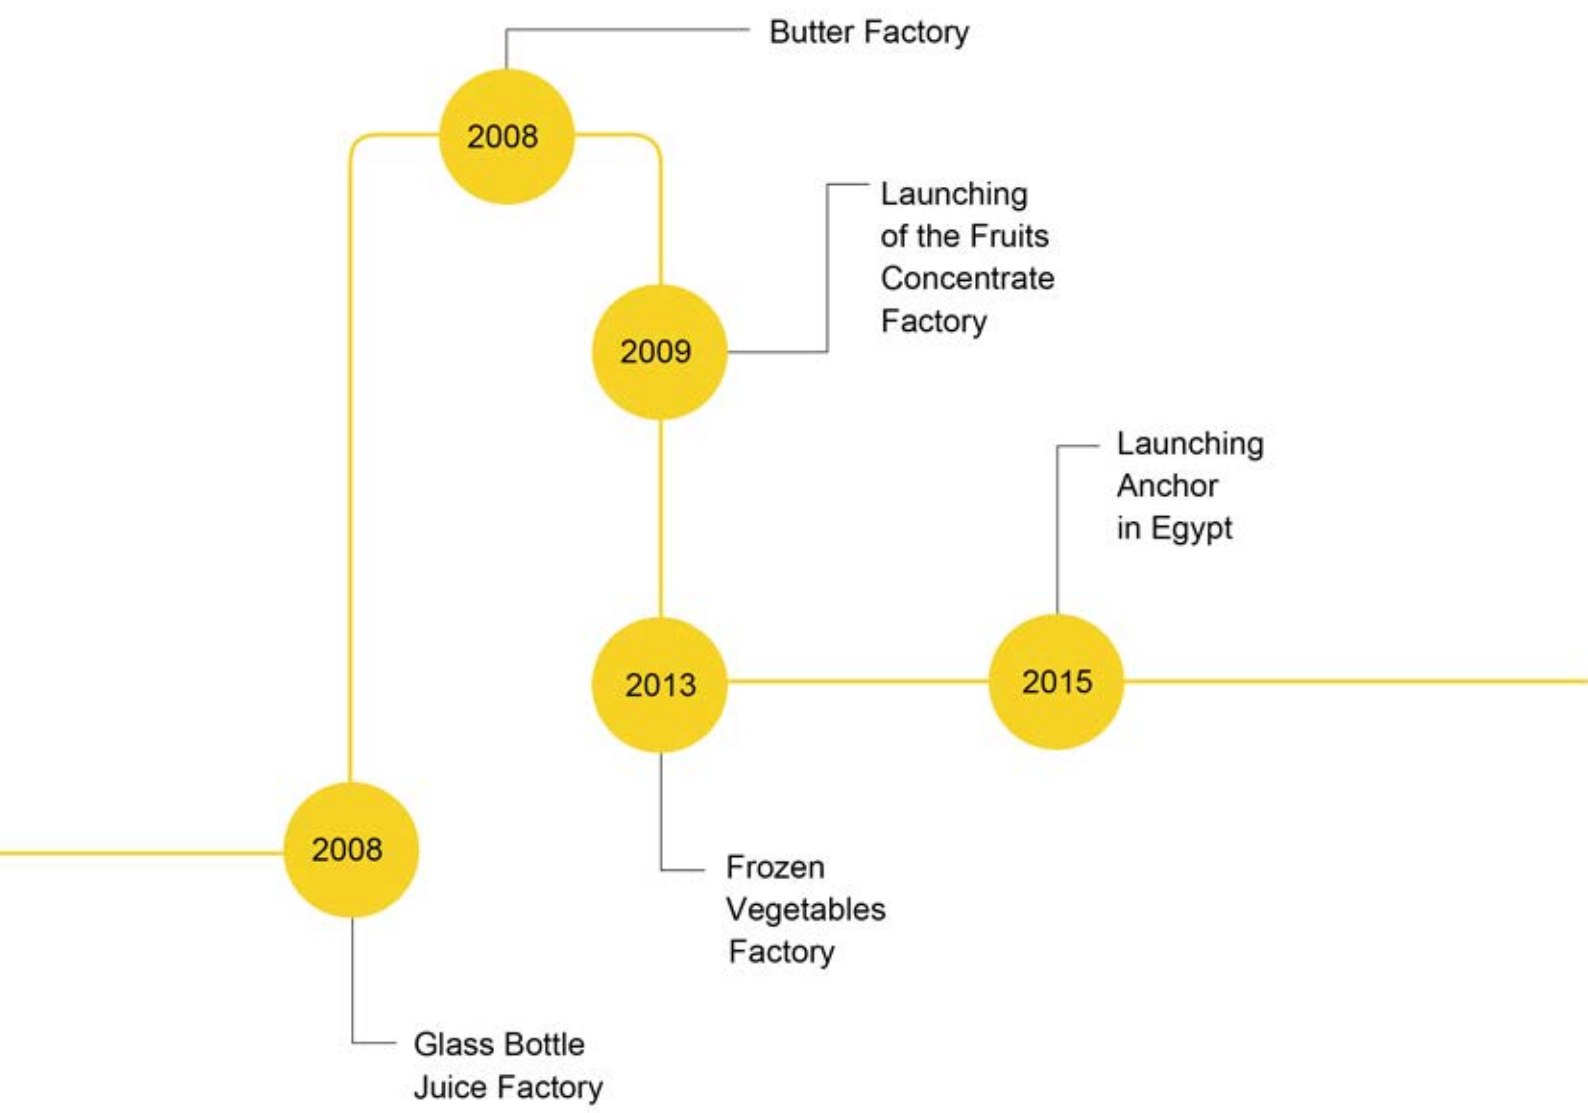 2008
Glass Bottle
Juice Factory
2008
Butter Factory
2009
Launching
of the Fruits
Concentrate
Factory
2013
Frozen
Vegetables
Factory
2015
Launching
Anchor
in Egypt